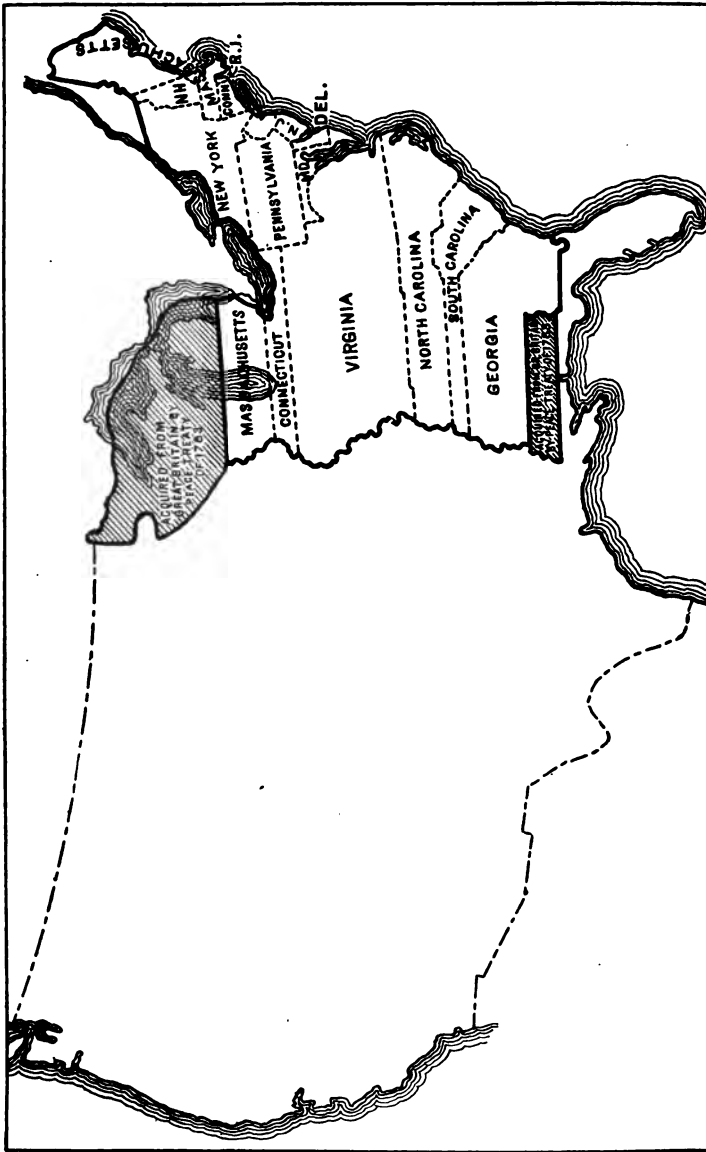 MASSACHUSETTS
N.H.
CONN.
R.I.
NEW YORK
PENNSYLVANIA
N.J.
MD.
DEL.
ACQUIRED FROM
GREAT BRITAIN BY
PEACE TREATY
OF 1783
MASSACHUSETTS
CONNECTICUT
VIRGINIA
NORTH CAROLINA
SOUTH CAROLINA
GEORGIA